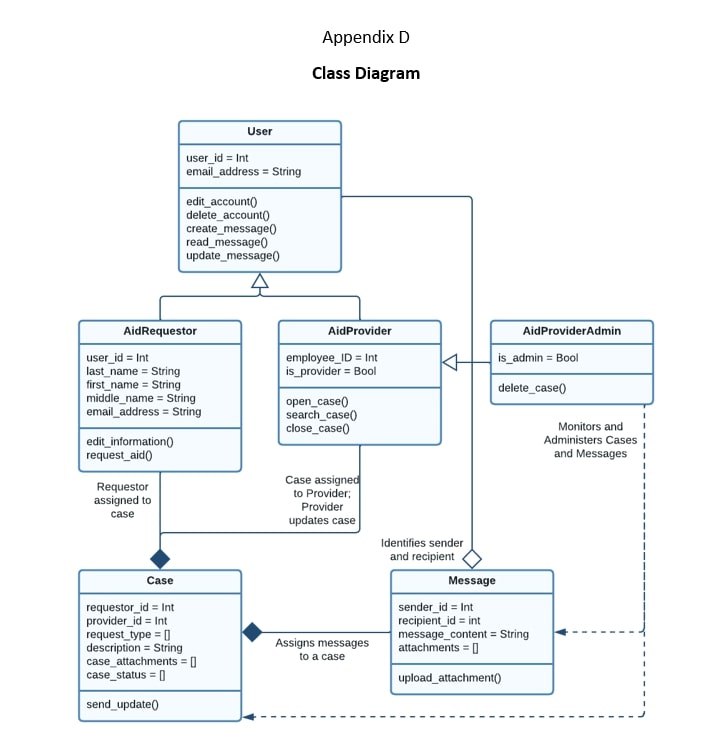 Appendix D
Class Diagram
User
user_id = Int
email_address = String
edit_account()
delete_account()
create_message()
read_message()
update_message()
AidRequestor
user_id = Int
last_name = String
first_name = String
middle_name = String
email_address = String
edit_information()
request_aid()
AidProvider
employee_ID = Int
is_provider = Bool
open_case()
search_case()
close_case()
AidProviderAdmin
is_admin = Bool
delete_case()
Monitors and
Administers Cases
and Messages
Requestor
assigned to
case
Case assigned
to Provider;
Provider
updates case
Identifies sender
and recipient
Case
requestor_id = Int
provider_id = Int
request_type = []
description = String
case_attachments = []
case_status = []
send_update()
Assigns messages
to a case
Message
sender_id = Int
recipient_id = int
message_content = String
attachments = []
upload_attachment()